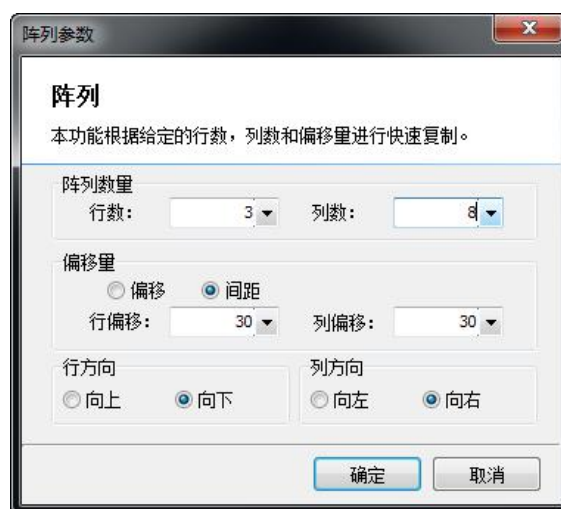 阵列参数
阵列
本功能根据给定的行数，列数和偏移量进行快速复制。
阵列数量
行数： 3 列数： 8
偏移量
偏移 间距
行偏移： 30 列偏移： 30
行方向 列方向
向上 向下 向左 向右
确定 取消